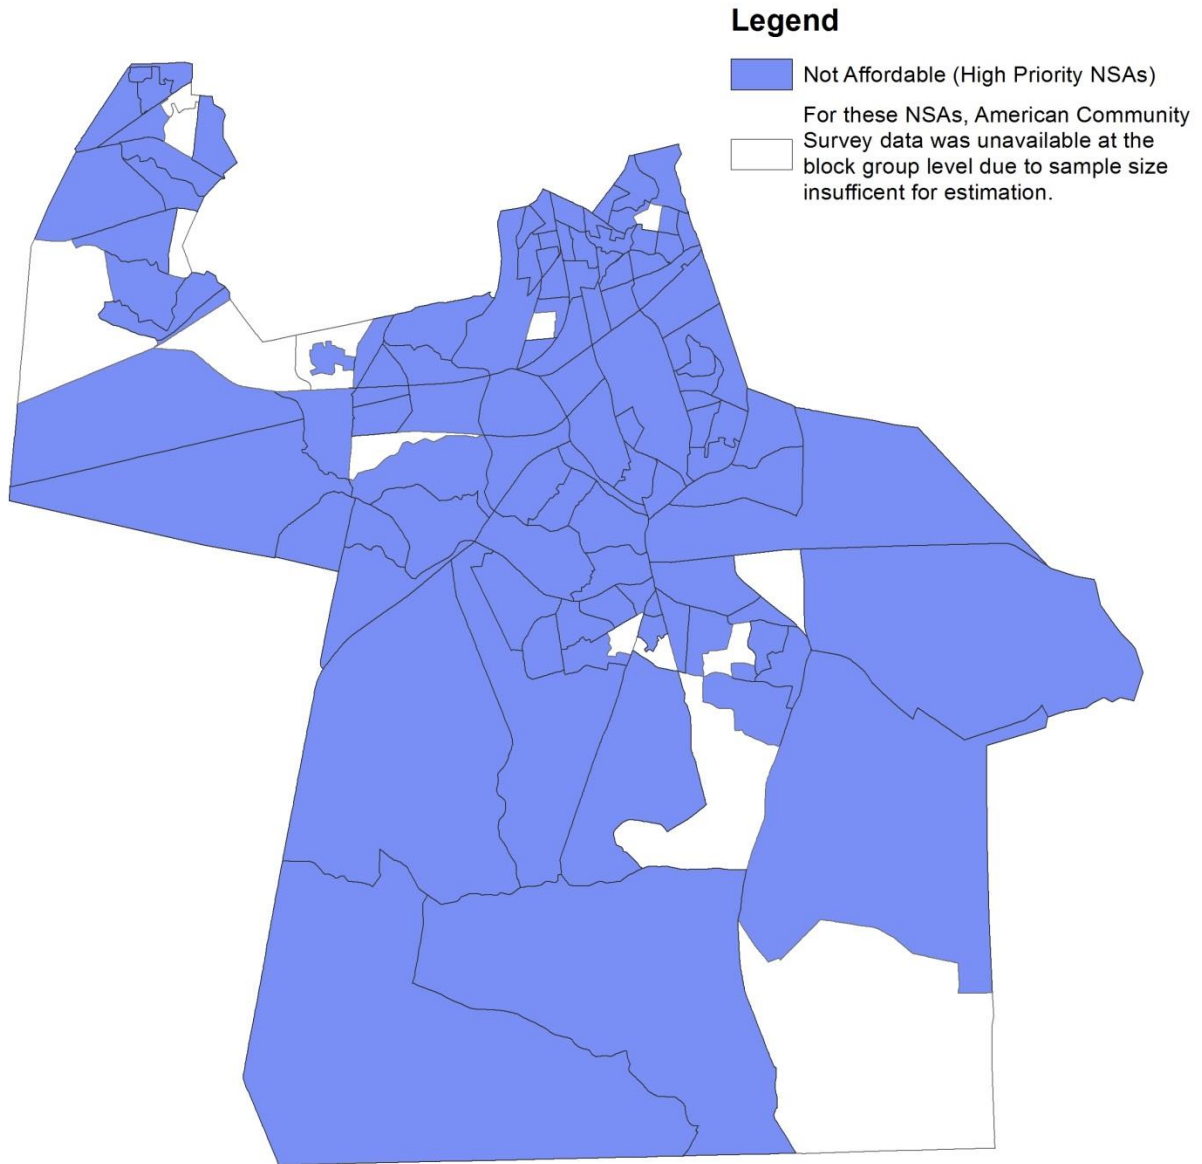 Legend
Not Affordable (High Priority NSAs)
For these NSAs, American Community
Survey data was unavailable at the
block group level due to sample size
insufficent for estimation.